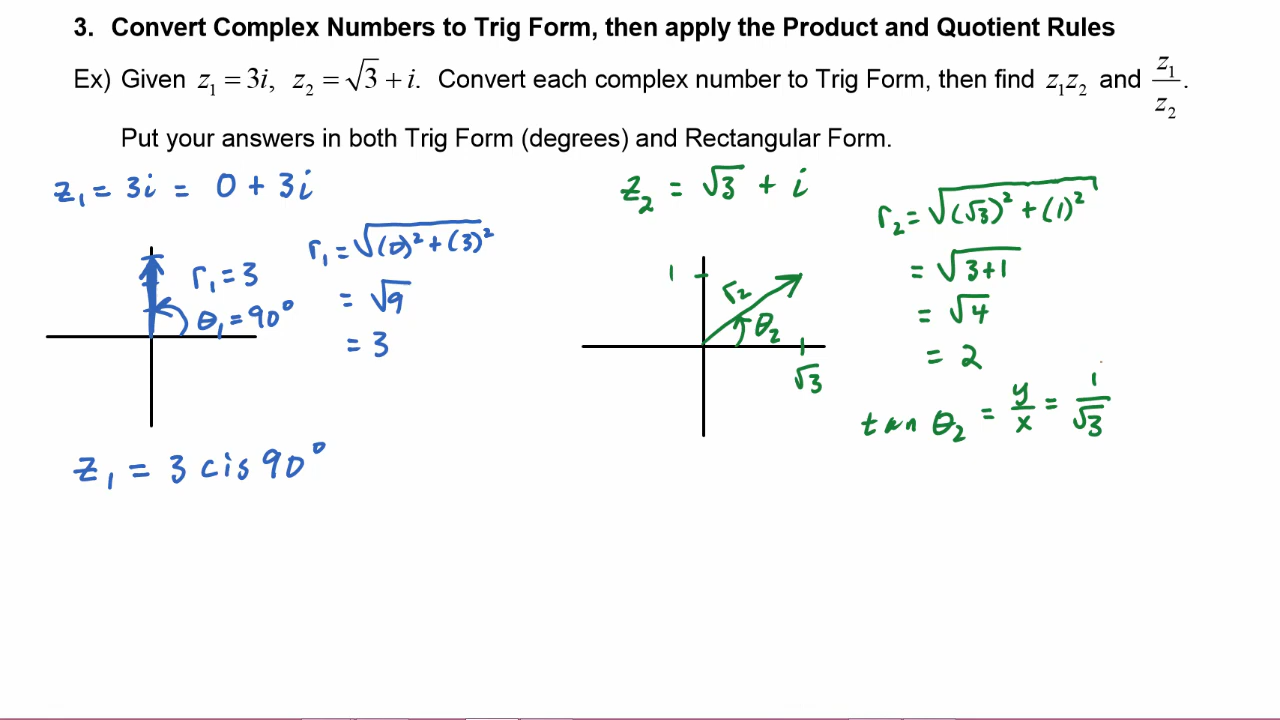 3. Convert Complex Numbers to Trig Form, then apply the Product and Quotient Rules
Ex) Given z₁ = 3i, z₂ = √3 + i. Convert each complex number to Trig Form, then find z₁z₂ and z₁/z₂.
Put your answers in both Trig Form (degrees) and Rectangular Form.
z₁ = 3i = 0 + 3i
r₁ = √((0)² + (3)²)
= √9
= 3
r₁ = 3
θ₁ = 90°
z₁ = 3 cis 90°
z₂ = √3 + i
1
r₂
θ₂
√3
r₂ = √((√3)² + (1)²)
= √(3+1)
= √4
= 2
tan θ₂ = y/x = 1/√3